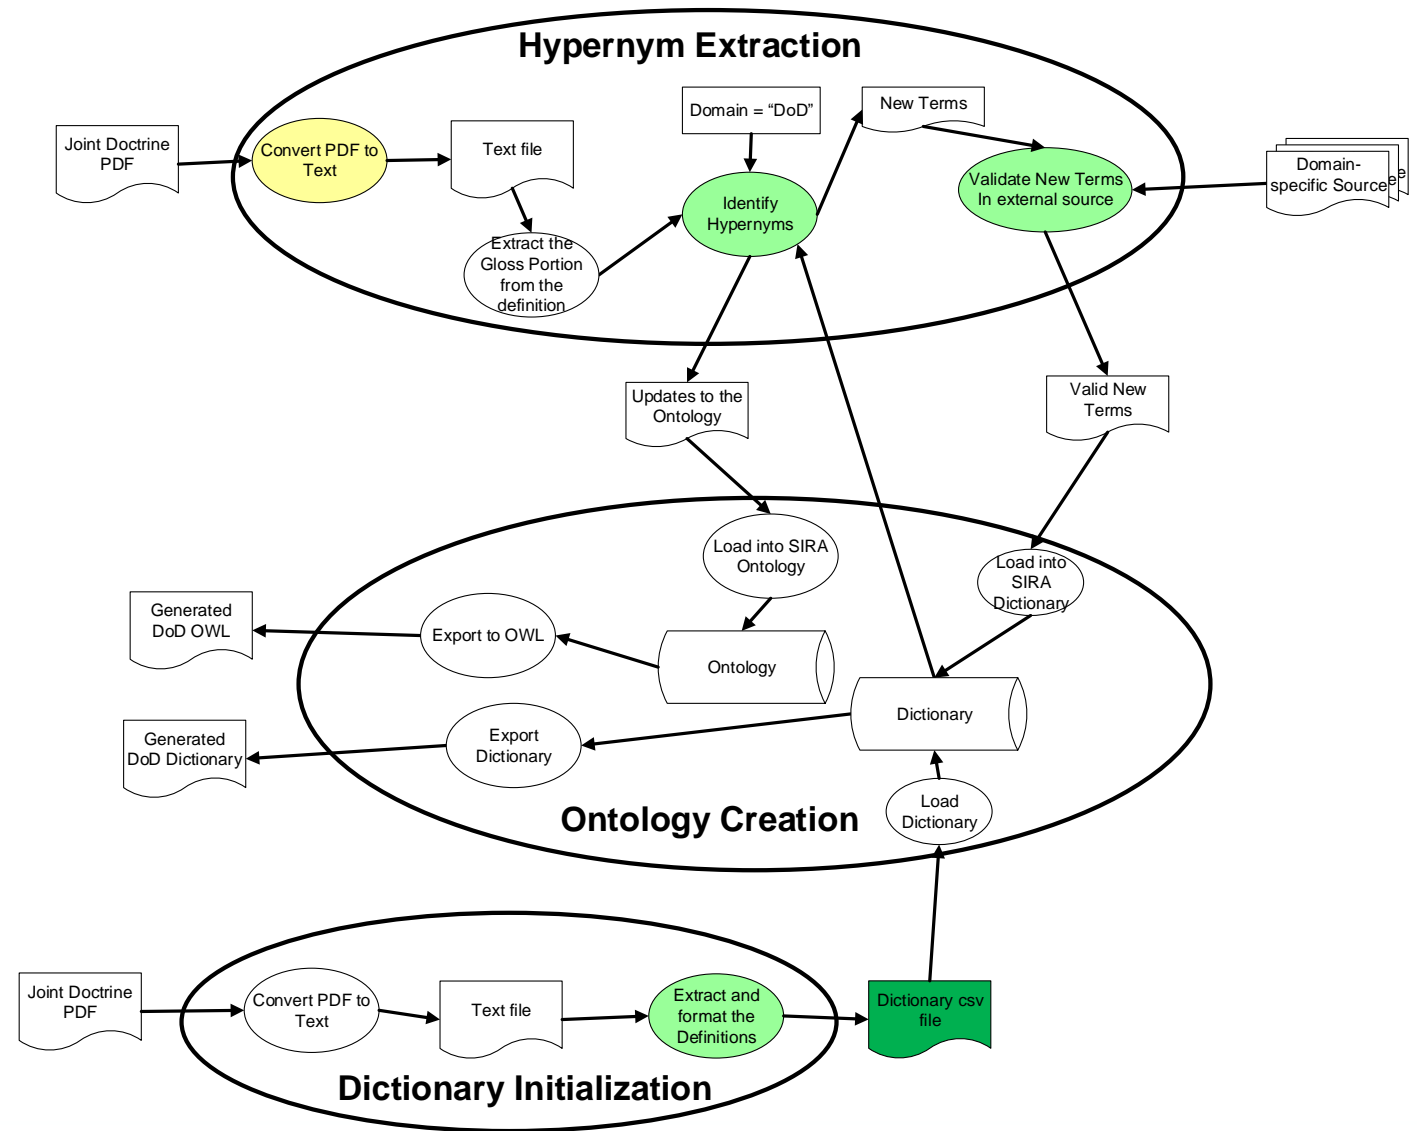 Hypernym Extraction
Joint Doctrine
PDF
Convert PDF to
Text
Text file
Domain = “DoD”
New Terms
Identify
Hypernyms
Validate New Terms
In external source
Domain-
specific Source
e
e
Extract the
Gloss Portion
from the
definition
Updates to the
Ontology
Valid New
Terms
Load into SIRA
Ontology
Load into
SIRA
Dictionary
Generated
DoD OWL
Export to OWL
Ontology
Dictionary
Generated
DoD Dictionary
Export
Dictionary
Load
Dictionary
Ontology Creation
Joint Doctrine
PDF
Convert PDF to
Text
Text file
Extract and
format the
Definitions
Dictionary csv
file
Dictionary Initialization